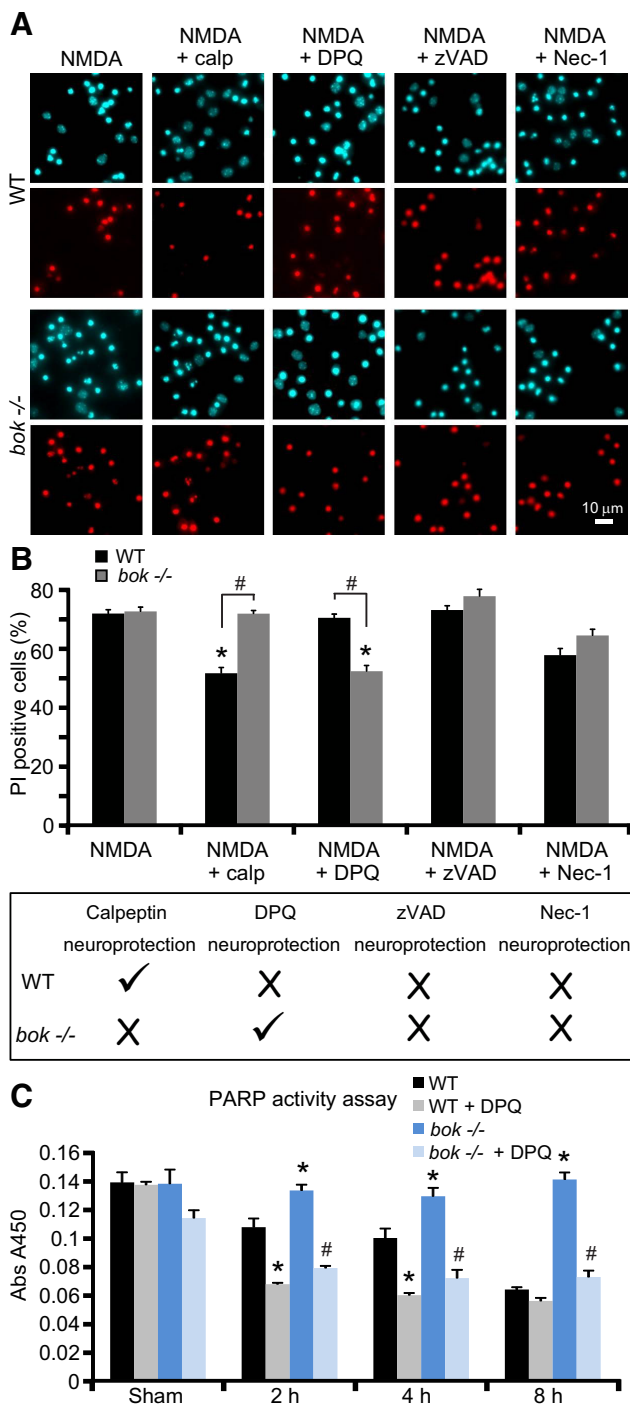 A
NMDA
NMDA + calp
NMDA + DPQ
NMDA + zVAD
NMDA + Nec-1
WT
bok -/-
10 µm
B
WT
bok -/-
PI positive cells (%)
80
60
40
20
0
#
#
*
*
NMDA
NMDA + calp
NMDA + DPQ
NMDA + zVAD
NMDA + Nec-1
Calpeptin DPQ zVAD Nec-1
neuroprotection neuroprotection neuroprotection neuroprotection
WT ✓ X X X
bok -/- X ✓ X X
C
PARP activity assay
WT
WT + DPQ
bok -/-
bok -/- + DPQ
Abs A450
0.16
0.14
0.12
0.1
0.08
0.06
0.04
0.02
0
* * *
# # #
* *
Sham 2 h 4 h 8 h